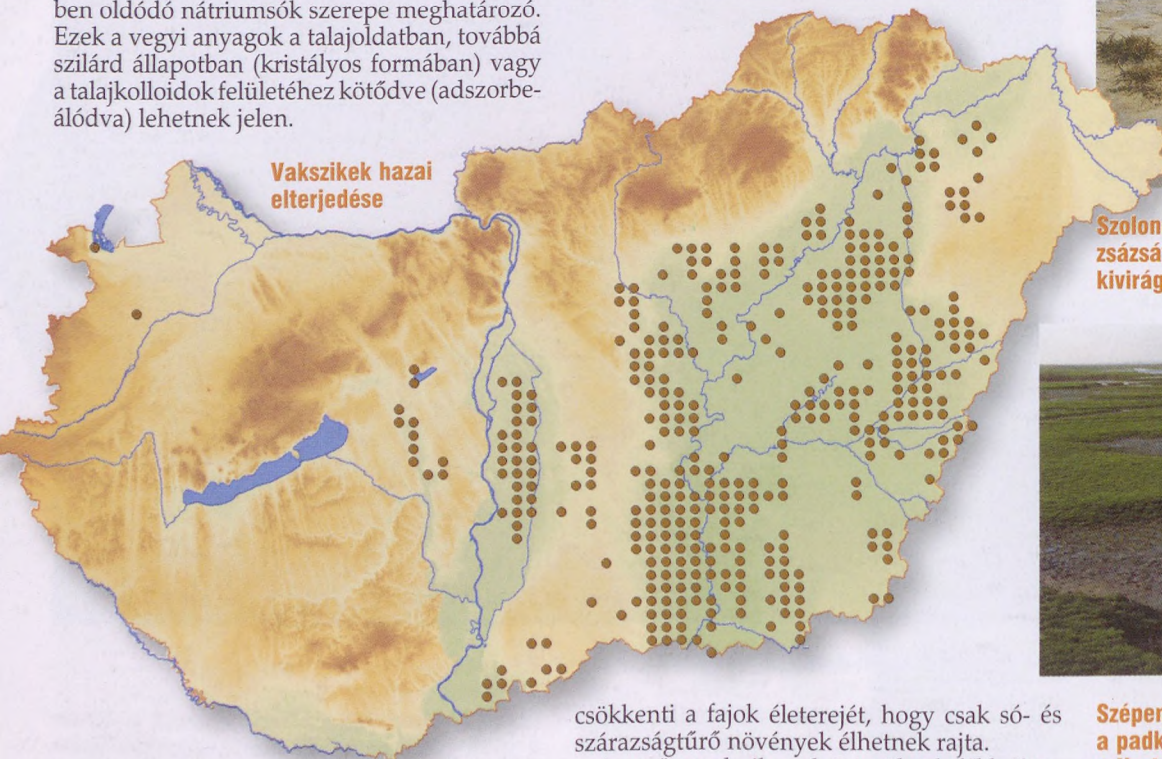 ben oldódó nátriumsók szerepe meghatározó.
Ezek a vegyi anyagok a talajoldatban, továbbá
szilárd állapotban (kristályos formában) vagy
a talajkolloidok felületéhez kötődve (adszorbe-
álódva) lehetnek jelen.
Vakszikek hazai
elterjedése
Szolon
zsázsá
kivirág
csökkenti a fajok életerejét, hogy csak só- és
szárazságtűrő növények élhetnek rajta.
Széper
a padk